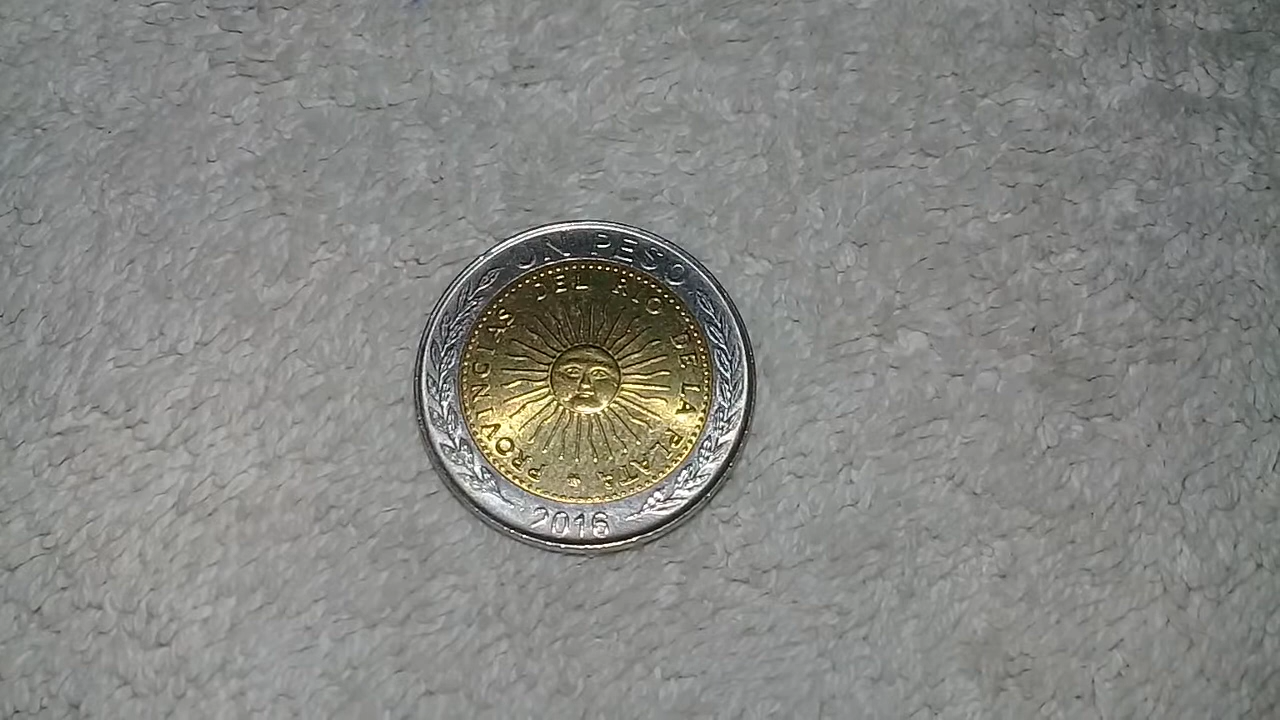 UN PESO
PROVINCIAS DEL RIO DE LA PLATA
2016